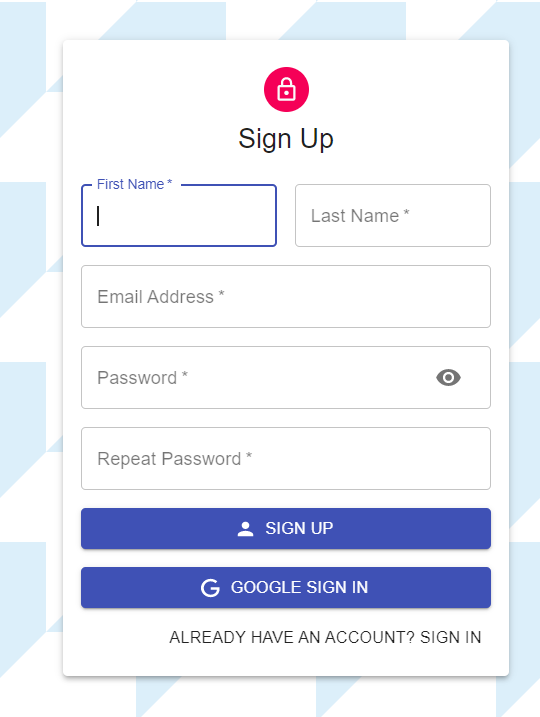 Sign Up
First Name *
Last Name *
Email Address *
Password *
Repeat Password *
SIGN UP
GOOGLE SIGN IN
ALREADY HAVE AN ACCOUNT? SIGN IN